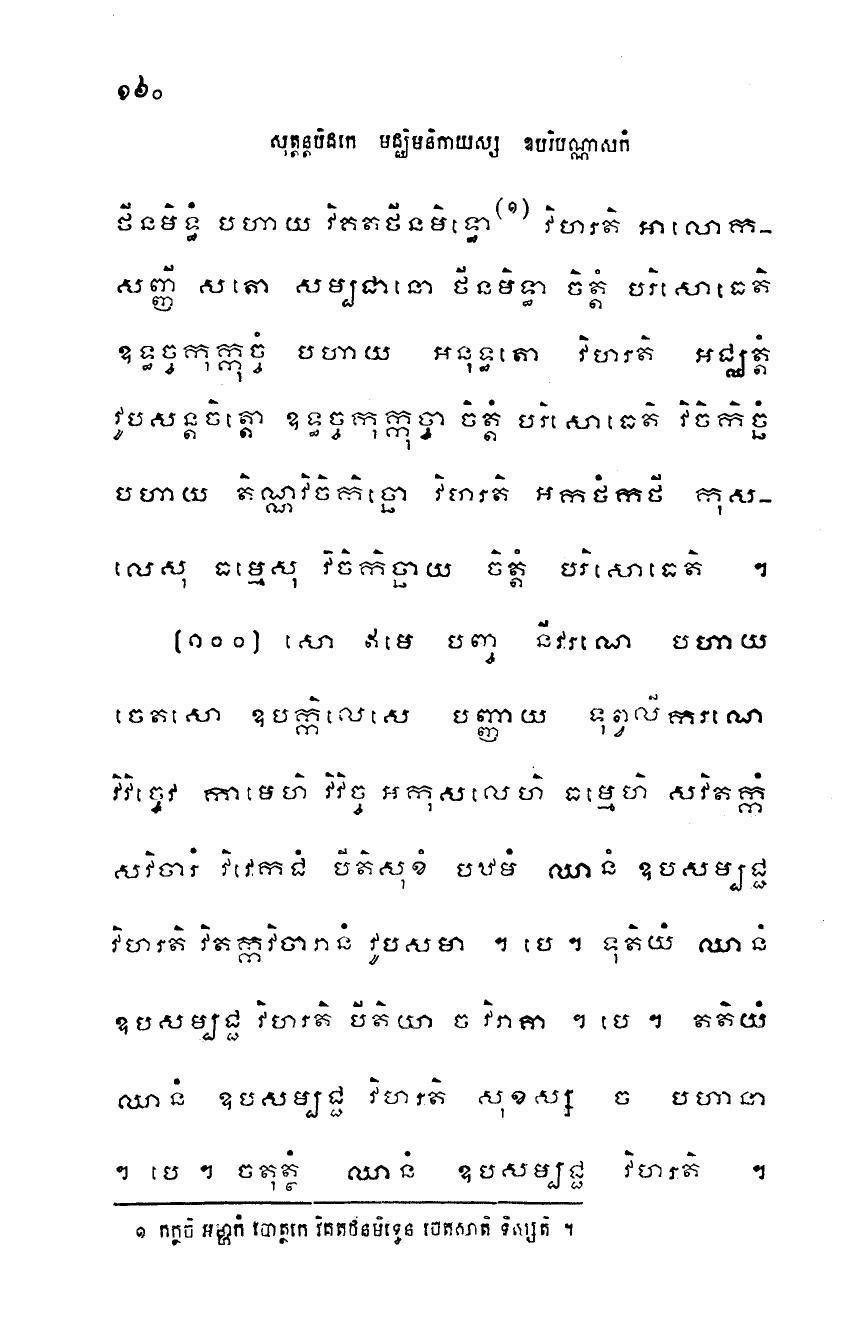 ១៦០
សុត្តន្តបិដកេ មជ្ឈិមនិកាយស្ស ឧបរិបណ្ណាសកំ
ថីនមិទ្ធំ បហាយ វិគតថីនមិទ្ធោ(១) វិហរតិ អាលោក-
សញ្ញី សតោ សម្បជានោ ថីនមិទ្ធា ចិត្តំ បរិសោធេតិ
ឧទ្ធច្ចកុក្កុច្ចំ បហាយ អនុទ្ធតោ វិហរតិ អជ្ឈត្តំ
វូបសន្តចិត្តោ ឧទ្ធច្ចកុក្កុច្ចា ចិត្តំ បរិសោធេតិ វិចិកិច្ឆំ
បហាយ តិណ្ណវិចិកិច្ឆោ វិហរតិ អកថំកថី កុស-
លេសុ ធម្មេសុ វិចិកិច្ឆាយ ចិត្តំ បរិសោធេតិ ។
[១០០] សោ ឥមេ បញ្ច នីវរណេ បហាយ
ចេតសោ ឧបក្កិលេសេ បញ្ញាយ ទុព្វលីករណេ
វិវិច្ចេវ កាមេហិ វិវិច្ច អកុសលេហិ ធម្មេហិ សវិតក្កំ
សវិចារំ វិវេកជំ បីតិសុខំ បឋមំ ឈានំ ឧបសម្បជ្ជ
វិហរតិ វិតក្កវិចារានំ វូបសមា ។ បេ ។ ទុតិយំ ឈានំ
ឧបសម្បជ្ជ វិហរតិ បីតិយា ច វិរាគា ។ បេ ។ តតិយំ
ឈានំ ឧបសម្បជ្ជ វិហរតិ សុខស្ស ច បហានា
។ បេ ។ ចតុត្ថំ ឈានំ ឧបសម្បជ្ជ វិហរតិ ។
១ កត្ថចិ អង្ហាកំ បោត្ថកេ វិគតថីនមិទ្ធេន ចេតសាតិ ទិស្សតិ ។